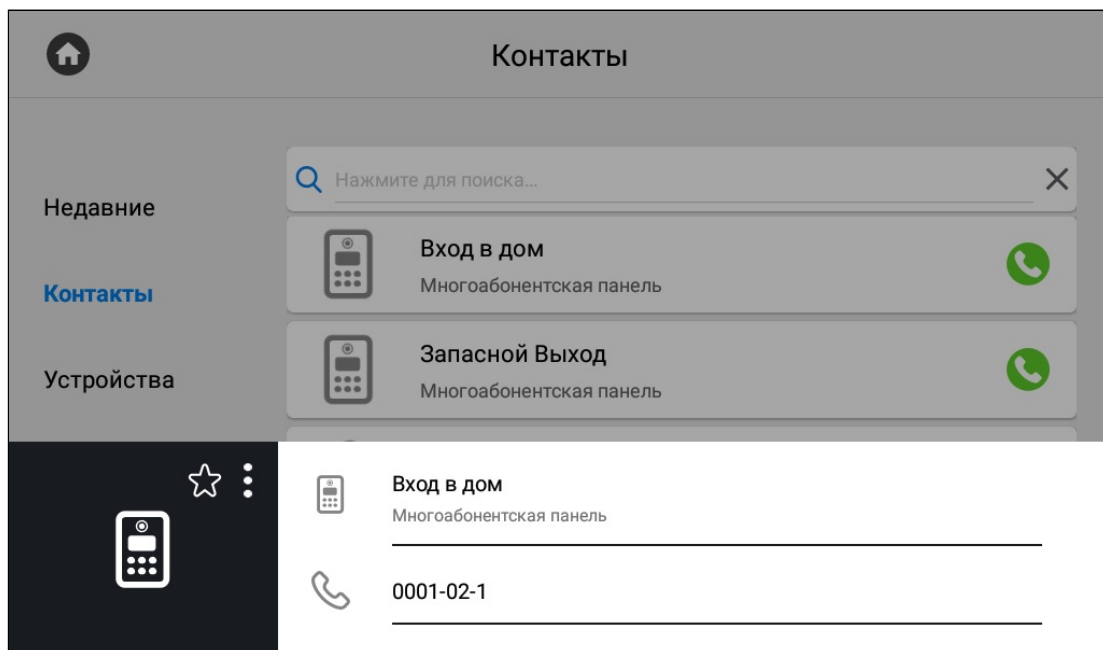 Контакты
Недавние
Контакты
Устройства
Нажмите для поиска...
Вход в дом
Многоабонентская панель
Запасной Выход
Многоабонентская панель
Вход в дом
Многоабонентская панель
0001-02-1